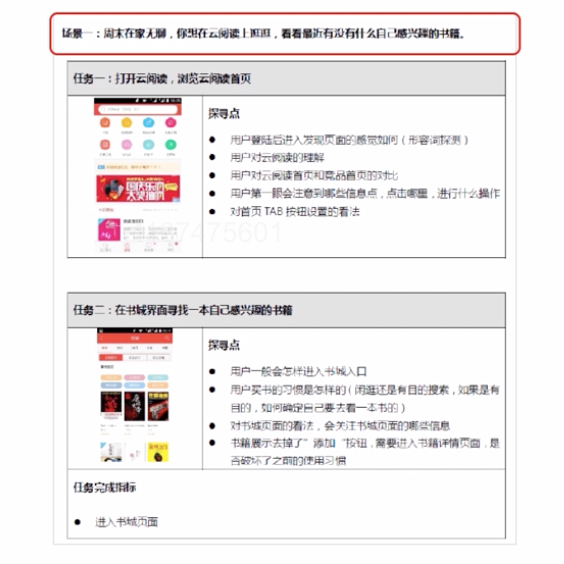 场景一：周末在家无聊，你想在云阅读上逛逛，看看最近有没有什么自己感兴趣的书籍。
任务一：打开云阅读，浏览云阅读首页
探寻点
● 用户登陆后进入发现页面的感觉如何（形容词探测）
● 用户对云阅读的理解
● 用户对云阅读首页和竞品首页的对比
● 用户第一眼会注意到哪些信息点，点击哪里，进行什么操作
● 对首页 TAB 按钮设置的看法
任务二：在书城界面寻找一本自己感兴趣的书籍
探寻点
● 用户一般会怎样进入书城入口
● 用户买书的习惯是怎样的（闲逛还是有目的搜索，如果是有
目的，如何确定自己要去看一本书的）
● 对书城页面的看法，会关注书城页面的哪些信息
● 书籍展示去掉了”添加“按钮，需要进入书籍详情页面，是
否破坏了之前的使用习惯
任务完成指标
● 进入书城页面